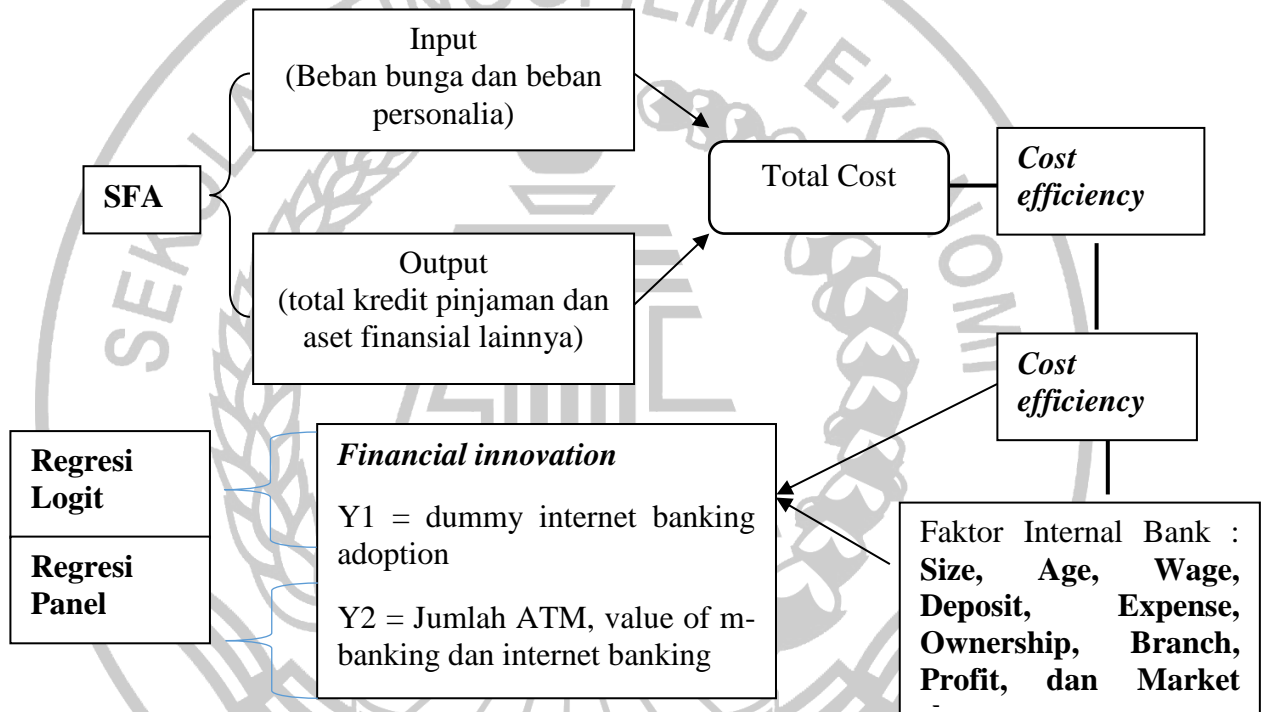 Input
(Beban bunga dan beban
personalia)
SFA
Total Cost
Cost
efficiency
Output
(total kredit pinjaman dan
aset finansial lainnya)
Cost
efficiency
Regresi
Logit
Regresi
Panel
Financial innovation
Y1 = dummy internet banking
adoption
Y2 = Jumlah ATM, value of m-
banking dan internet banking
Faktor Internal Bank :
Size, Age, Wage,
Deposit, Expense,
Ownership, Branch,
Profit, dan Market
EKONOMI